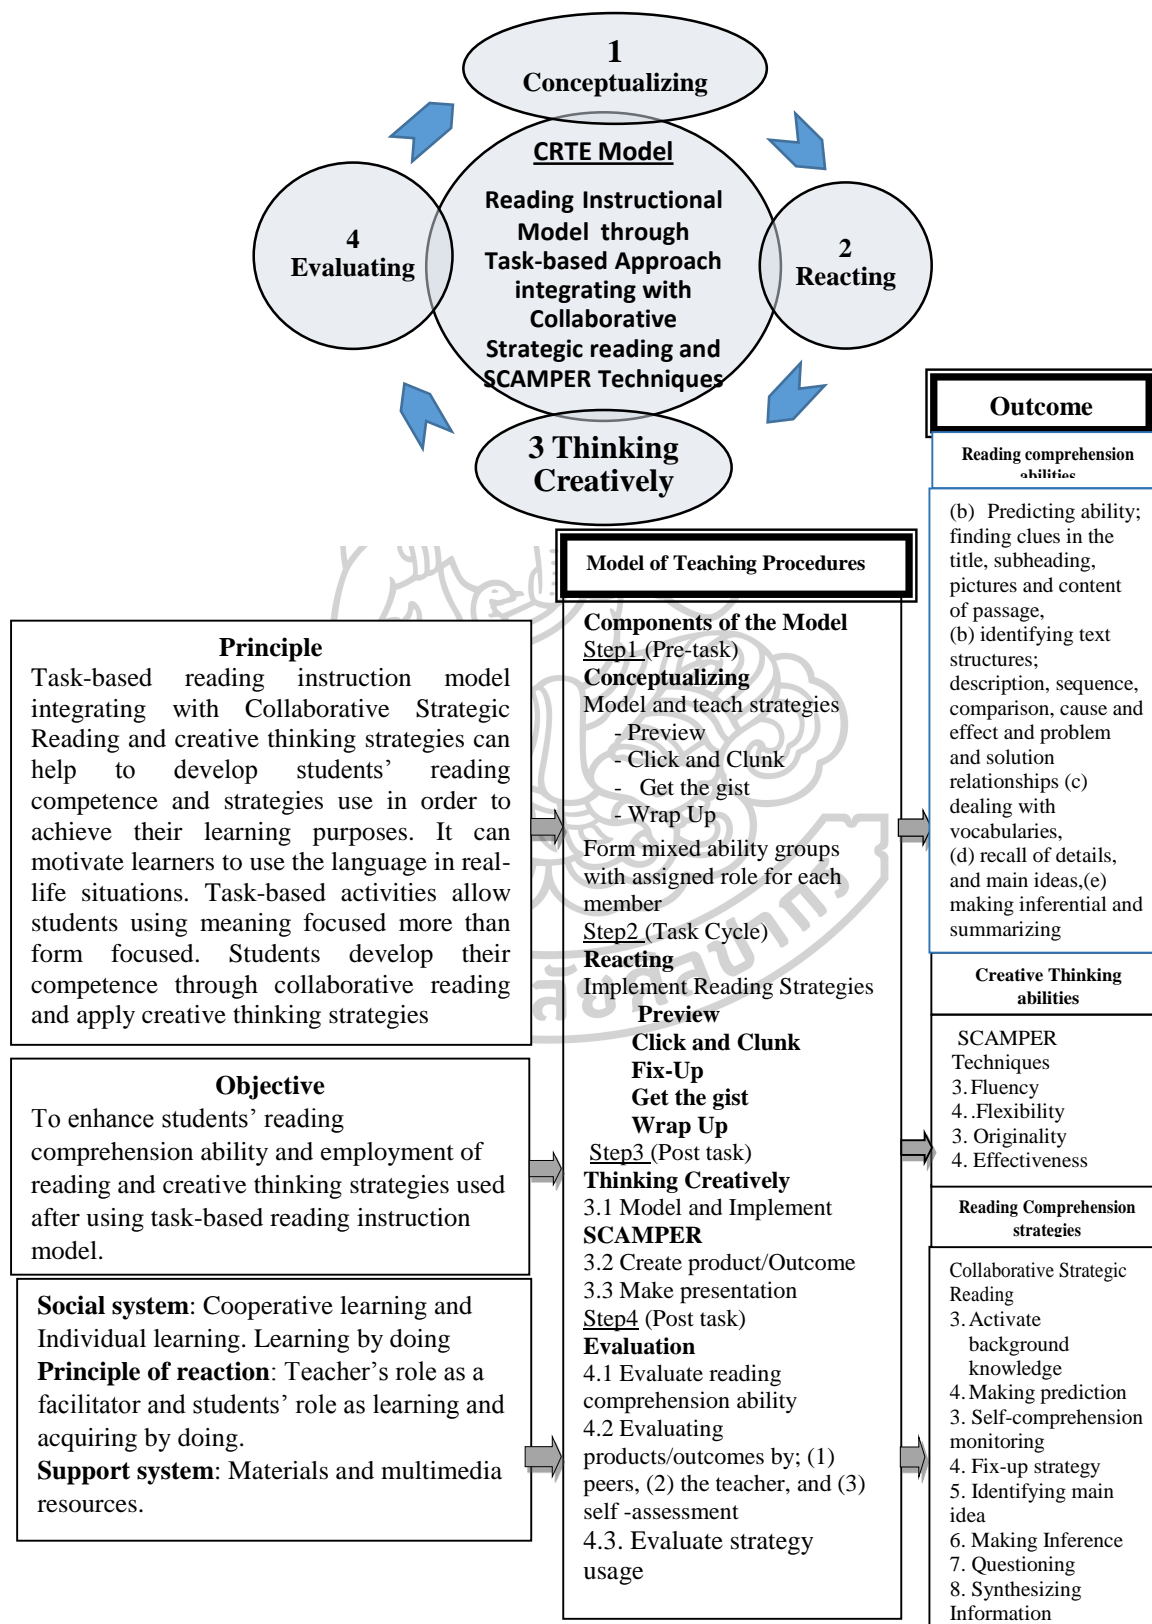 1
Conceptualizing
CRTE Model
Reading Instructional
Model through
Task-based Approach
integrating with
Collaborative
Strategic reading and
SCAMPER Techniques
2
Reacting
3 Thinking
Creatively
4
Evaluating
Principle
Task-based reading instruction model
integrating with Collaborative Strategic
Reading and creative thinking strategies can
help to develop students’ reading
competence and strategies use in order to
achieve their learning purposes. It can
motivate learners to use the language in real-
life situations. Task-based activities allow
students using meaning focused more than
form focused. Students develop their
competence through collaborative reading
and apply creative thinking strategies
Objective
To enhance students’ reading
comprehension ability and employment of
reading and creative thinking strategies used
after using task-based reading instruction
model.
Social system: Cooperative learning and
Individual learning. Learning by doing
Principle of reaction: Teacher’s role as a
facilitator and students’ role as learning and
acquiring by doing.
Support system: Materials and multimedia
resources.
Model of Teaching Procedures
Components of the Model
Step1 (Pre-task)
Conceptualizing
Model and teach strategies
- Preview
- Click and Clunk
- Get the gist
- Wrap Up
Form mixed ability groups
with assigned role for each
member
Step2 (Task Cycle)
Reacting
Implement Reading Strategies
Preview
Click and Clunk
Fix-Up
Get the gist
Wrap Up
Step3 (Post task)
Thinking Creatively
3.1 Model and Implement
SCAMPER
3.2 Create product/Outcome
3.3 Make presentation
Step4 (Post task)
Evaluation
4.1 Evaluate reading
comprehension ability
4.2 Evaluating
products/outcomes by; (1)
peers, (2) the teacher, and (3)
self -assessment
4.3. Evaluate strategy
usage
Outcome
Reading comprehension
abilities
(b) Predicting ability;
finding clues in the
title, subheading,
pictures and content
of passage,
(b) identifying text
structures;
description, sequence,
comparison, cause and
effect and problem
and solution
relationships (c)
dealing with
vocabularies,
(d) recall of details,
and main ideas,(e)
making inferential and
summarizing
Creative Thinking
abilities
SCAMPER
Techniques
3. Fluency
4. .Flexibility
3. Originality
4. Effectiveness
Reading Comprehension
strategies
Collaborative Strategic
Reading
3. Activate
background
knowledge
4. Making prediction
3. Self-comprehension
monitoring
4. Fix-up strategy
5. Identifying main
idea
6. Making Inference
7. Questioning
8. Synthesizing
Information